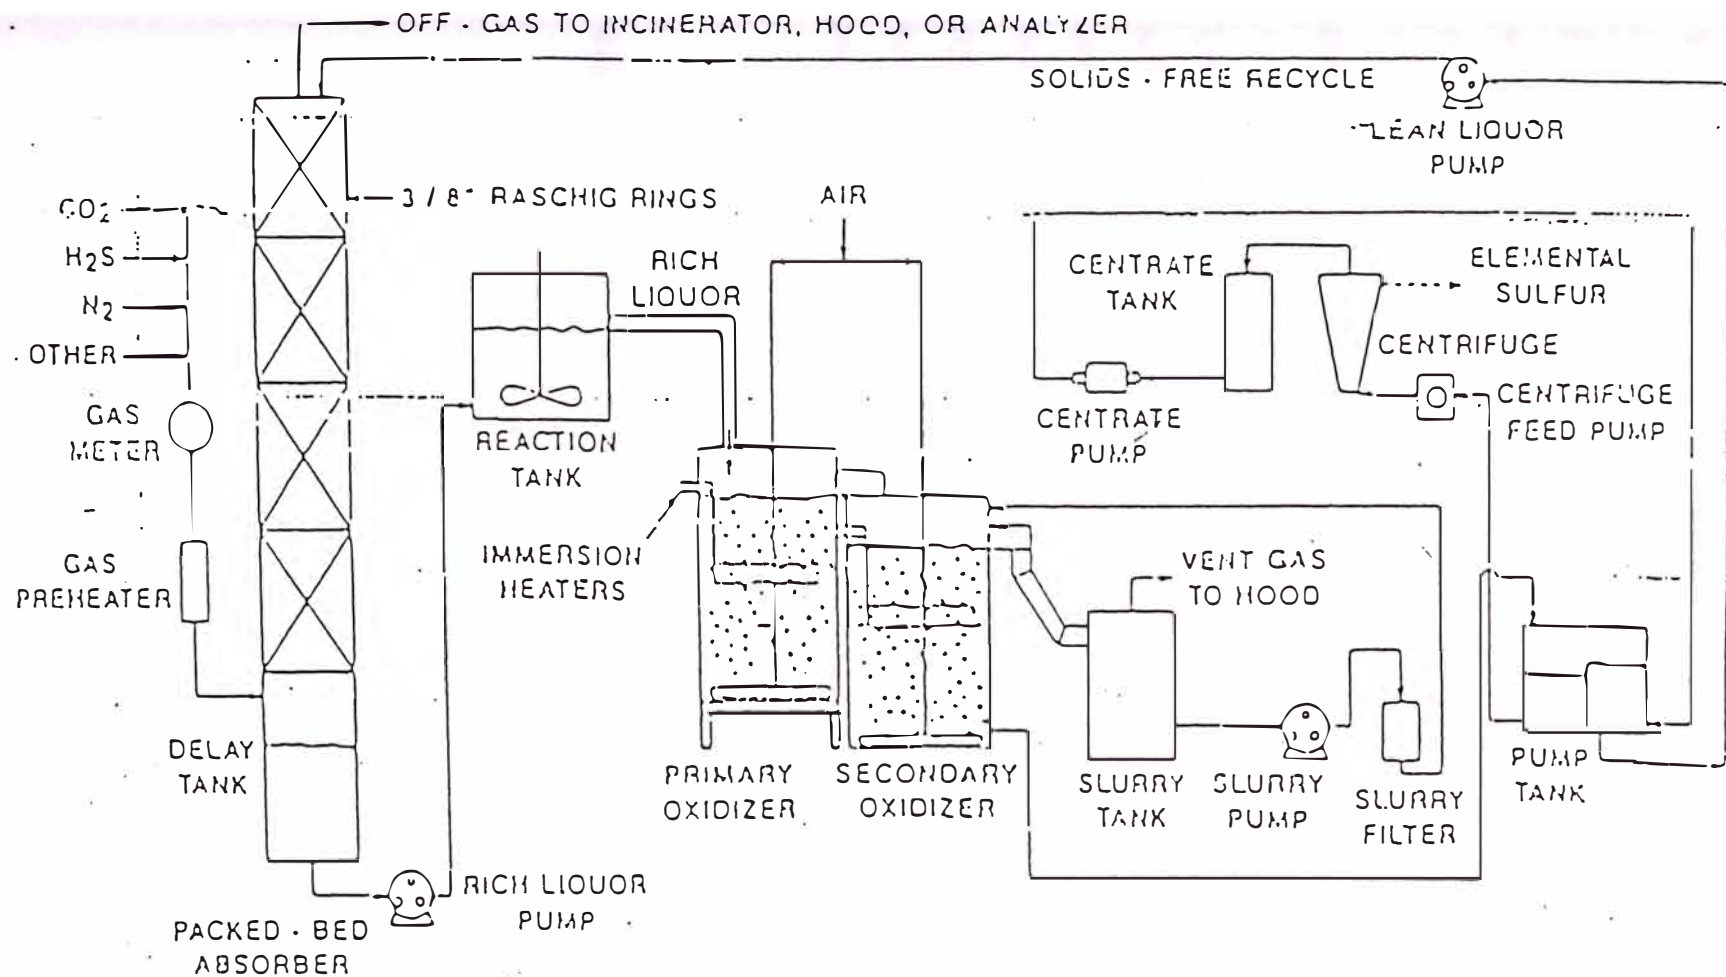 OFF - GAS TO INCINERATOR, HOOD, OR ANALYZER
SOLIDS - FREE RECYCLE
LEAN LIQUOR
PUMP
3 / 8" RASCHIG RINGS
AIR
CO2
H2S
N2
OTHER
RICH
LIQUOR
CENTRATE
TANK
ELEMENTAL
SULFUR
CENTRIFUGE
GAS
METER
REACTION
TANK
CENTRATE
PUMP
CENTRIFUGE
FEED PUMP
GAS
PREHEATER
IMMERSION
HEATERS
VENT GAS
TO HOOD
DELAY
TANK
PRIMARY
OXIDIZER
SECONDARY
OXIDIZER
SLURRY
TANK
SLURRY
PUMP
SLURRY
FILTER
PUMP
TANK
RICH LIQUOR
PUMP
PACKED - BED
ABSORBER